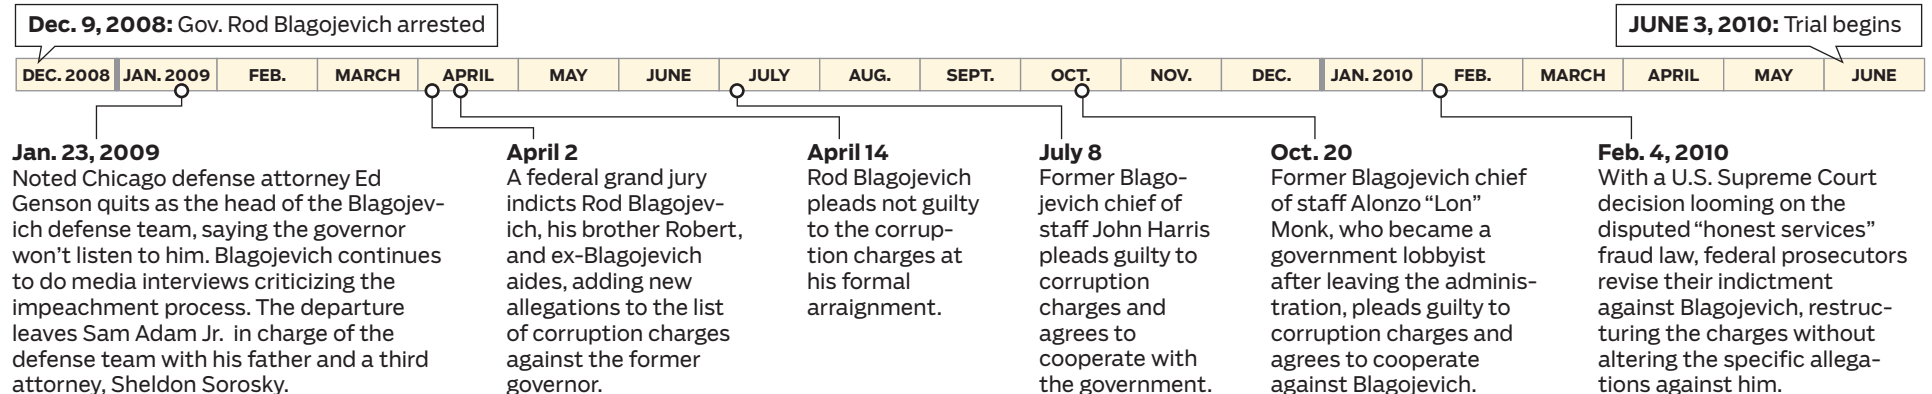 Dec. 9, 2008: Gov. Rod Blagojevich arrested
JUNE 3, 2010: Trial begins
DEC. 2008 JAN. 2009 FEB. MARCH APRIL MAY JUNE JULY AUG. SEPT. OCT. NOV. DEC. JAN. 2010 FEB. MARCH APRIL MAY JUNE
Jan. 23, 2009
Noted Chicago defense attorney Ed
Genson quits as the head of the Blagojev-
ich defense team, saying the governor
won’t listen to him. Blagojevich continues
to do media interviews criticizing the
impeachment process. The departure
leaves Sam Adam Jr. in charge of the
defense team with his father and a third
attorney, Sheldon Sorosky.
April 2
A federal grand jury
indicts Rod Blagojev-
ich, his brother Robert,
and ex-Blagojevich
aides, adding new
allegations to the list
of corruption charges
against the former
governor.
April 14
Rod Blagojevich
pleads not guilty
to the corrup-
tion charges at
his formal
arraignment.
July 8
Former Blago-
jevich chief of
staff John Harris
pleads guilty to
corruption
charges and
agrees to
cooperate with
the government.
Oct. 20
Former Blagojevich chief
of staff Alonzo “Lon”
Monk, who became a
government lobbyist
after leaving the adminis-
tration, pleads guilty to
corruption charges and
agrees to cooperate
against Blagojevich.
Feb. 4, 2010
With a U.S. Supreme Court
decision looming on the
disputed “honest services”
fraud law, federal prosecutors
revise their indictment
against Blagojevich, restruc-
turing the charges without
altering the specific allega-
tions against him.